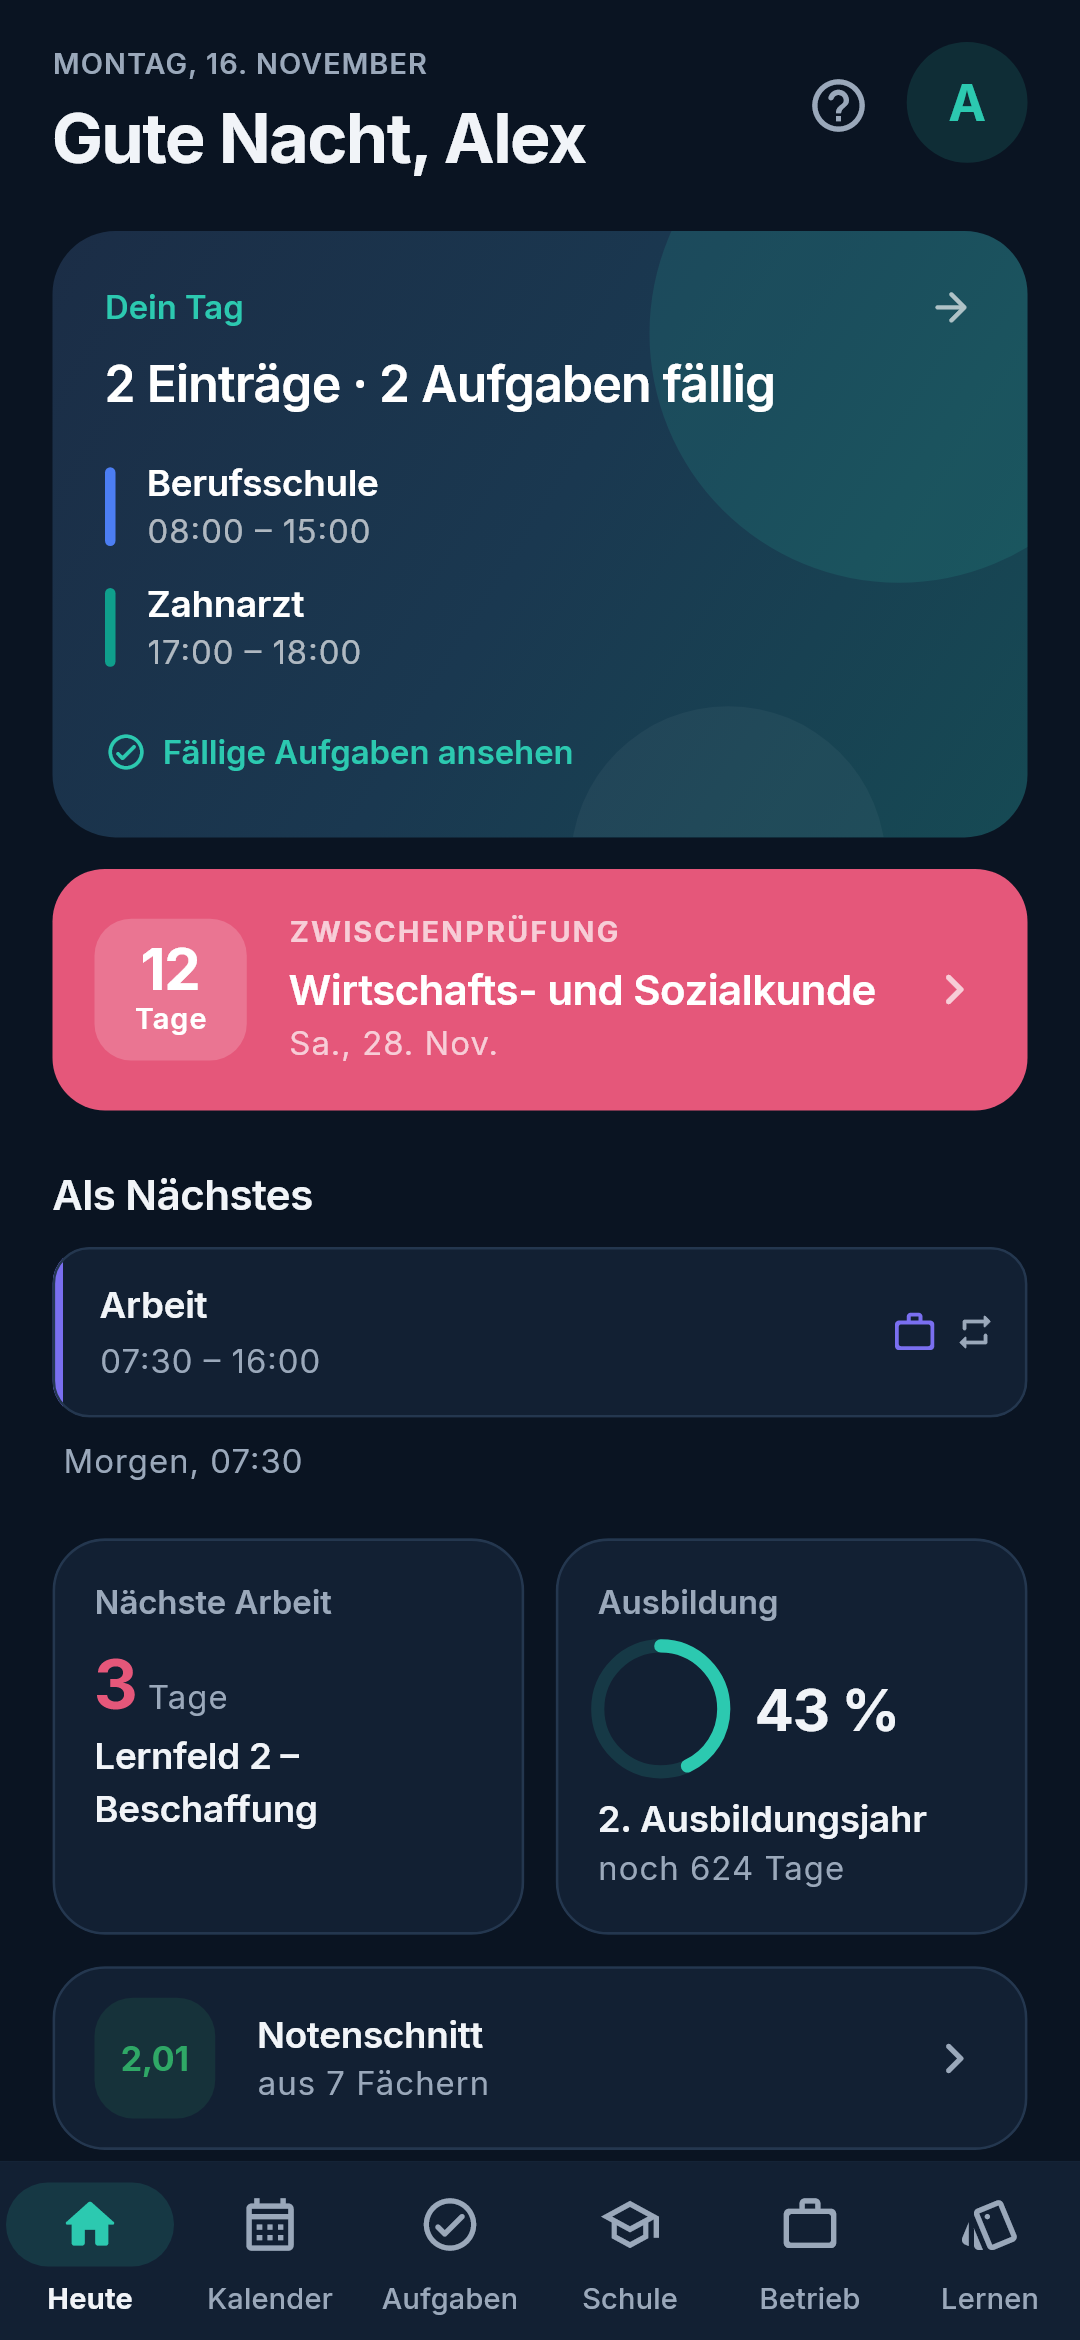 MONTAG, 16. NOVEMBER
Gute Nacht, Alex
A
Dein Tag
2 Einträge · 2 Aufgaben fällig
Berufsschule
08:00 – 15:00
Zahnarzt
17:00 – 18:00
Fällige Aufgaben ansehen
12
Tage
ZWISCHENPRÜFUNG
Wirtschafts- und Sozialkunde
Sa., 28. Nov.
Als Nächstes
Arbeit
07:30 – 16:00
Morgen, 07:30
Nächste Arbeit
3 Tage
Lernfeld 2 –
Beschaffung
Ausbildung
43 %
2. Ausbildungsjahr
noch 624 Tage
2,01
Notenschnitt
aus 7 Fächern
Heute
Kalender
Aufgaben
Schule
Betrieb
Lernen